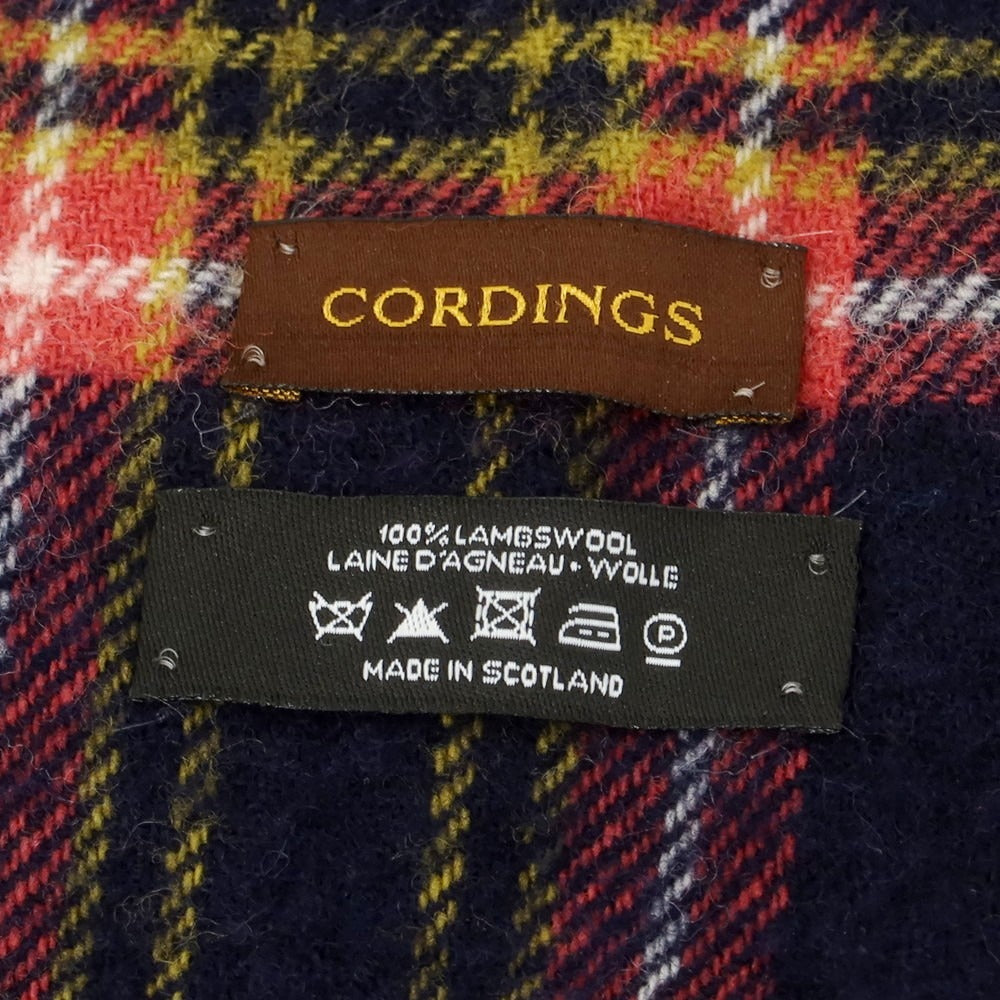 CORDINGS
100% LAMBSWOOL
LAINE D'AGNEAU • WOLLE
P
MADE IN SCOTLAND